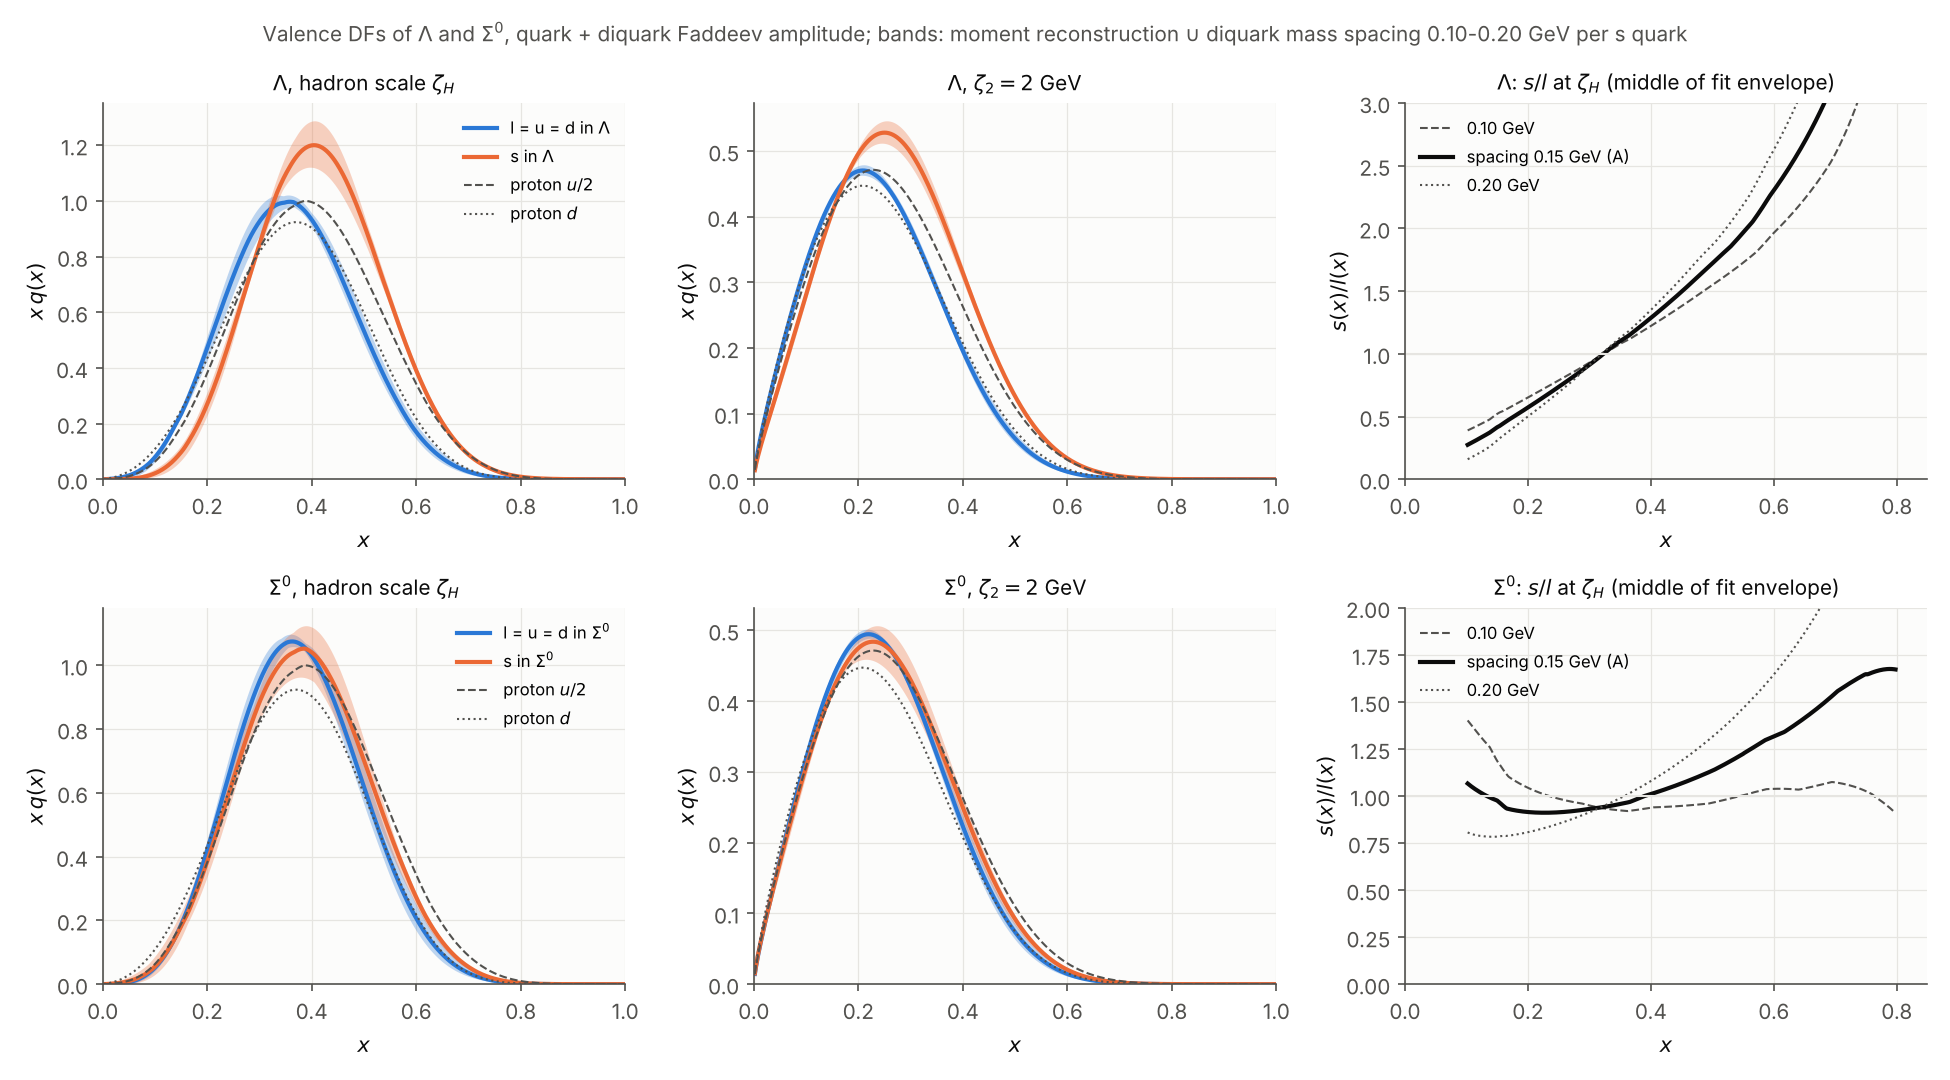 Valence DFs of Λ and Σ⁰, quark + diquark Faddeev amplitude; bands: moment reconstruction ∪ diquark mass spacing 0.10-0.20 GeV per s quark
Λ, hadron scale ζ_H
x q(x)
1.2
1.0
0.8
0.6
0.4
0.2
0.0
l = u = d in Λ
s in Λ
proton u/2
proton d
0.0 0.2 0.4 0.6 0.8 1.0
x
Λ, ζ₂ = 2 GeV
x q(x)
0.5
0.4
0.3
0.2
0.1
0.0
0.0 0.2 0.4 0.6 0.8 1.0
x
Λ: s/l at ζ_H (middle of fit envelope)
s(x)/l(x)
3.0
2.5
2.0
1.5
1.0
0.5
0.0
0.10 GeV
spacing 0.15 GeV (A)
0.20 GeV
0.0 0.2 0.4 0.6 0.8
x
Σ⁰, hadron scale ζ_H
x q(x)
1.0
0.8
0.6
0.4
0.2
0.0
l = u = d in Σ⁰
s in Σ⁰
proton u/2
proton d
0.0 0.2 0.4 0.6 0.8 1.0
x
Σ⁰, ζ₂ = 2 GeV
x q(x)
0.5
0.4
0.3
0.2
0.1
0.0
0.0 0.2 0.4 0.6 0.8 1.0
x
Σ⁰: s/l at ζ_H (middle of fit envelope)
s(x)/l(x)
2.00
1.75
1.50
1.25
1.00
0.75
0.50
0.25
0.00
0.10 GeV
spacing 0.15 GeV (A)
0.20 GeV
0.0 0.2 0.4 0.6 0.8
x